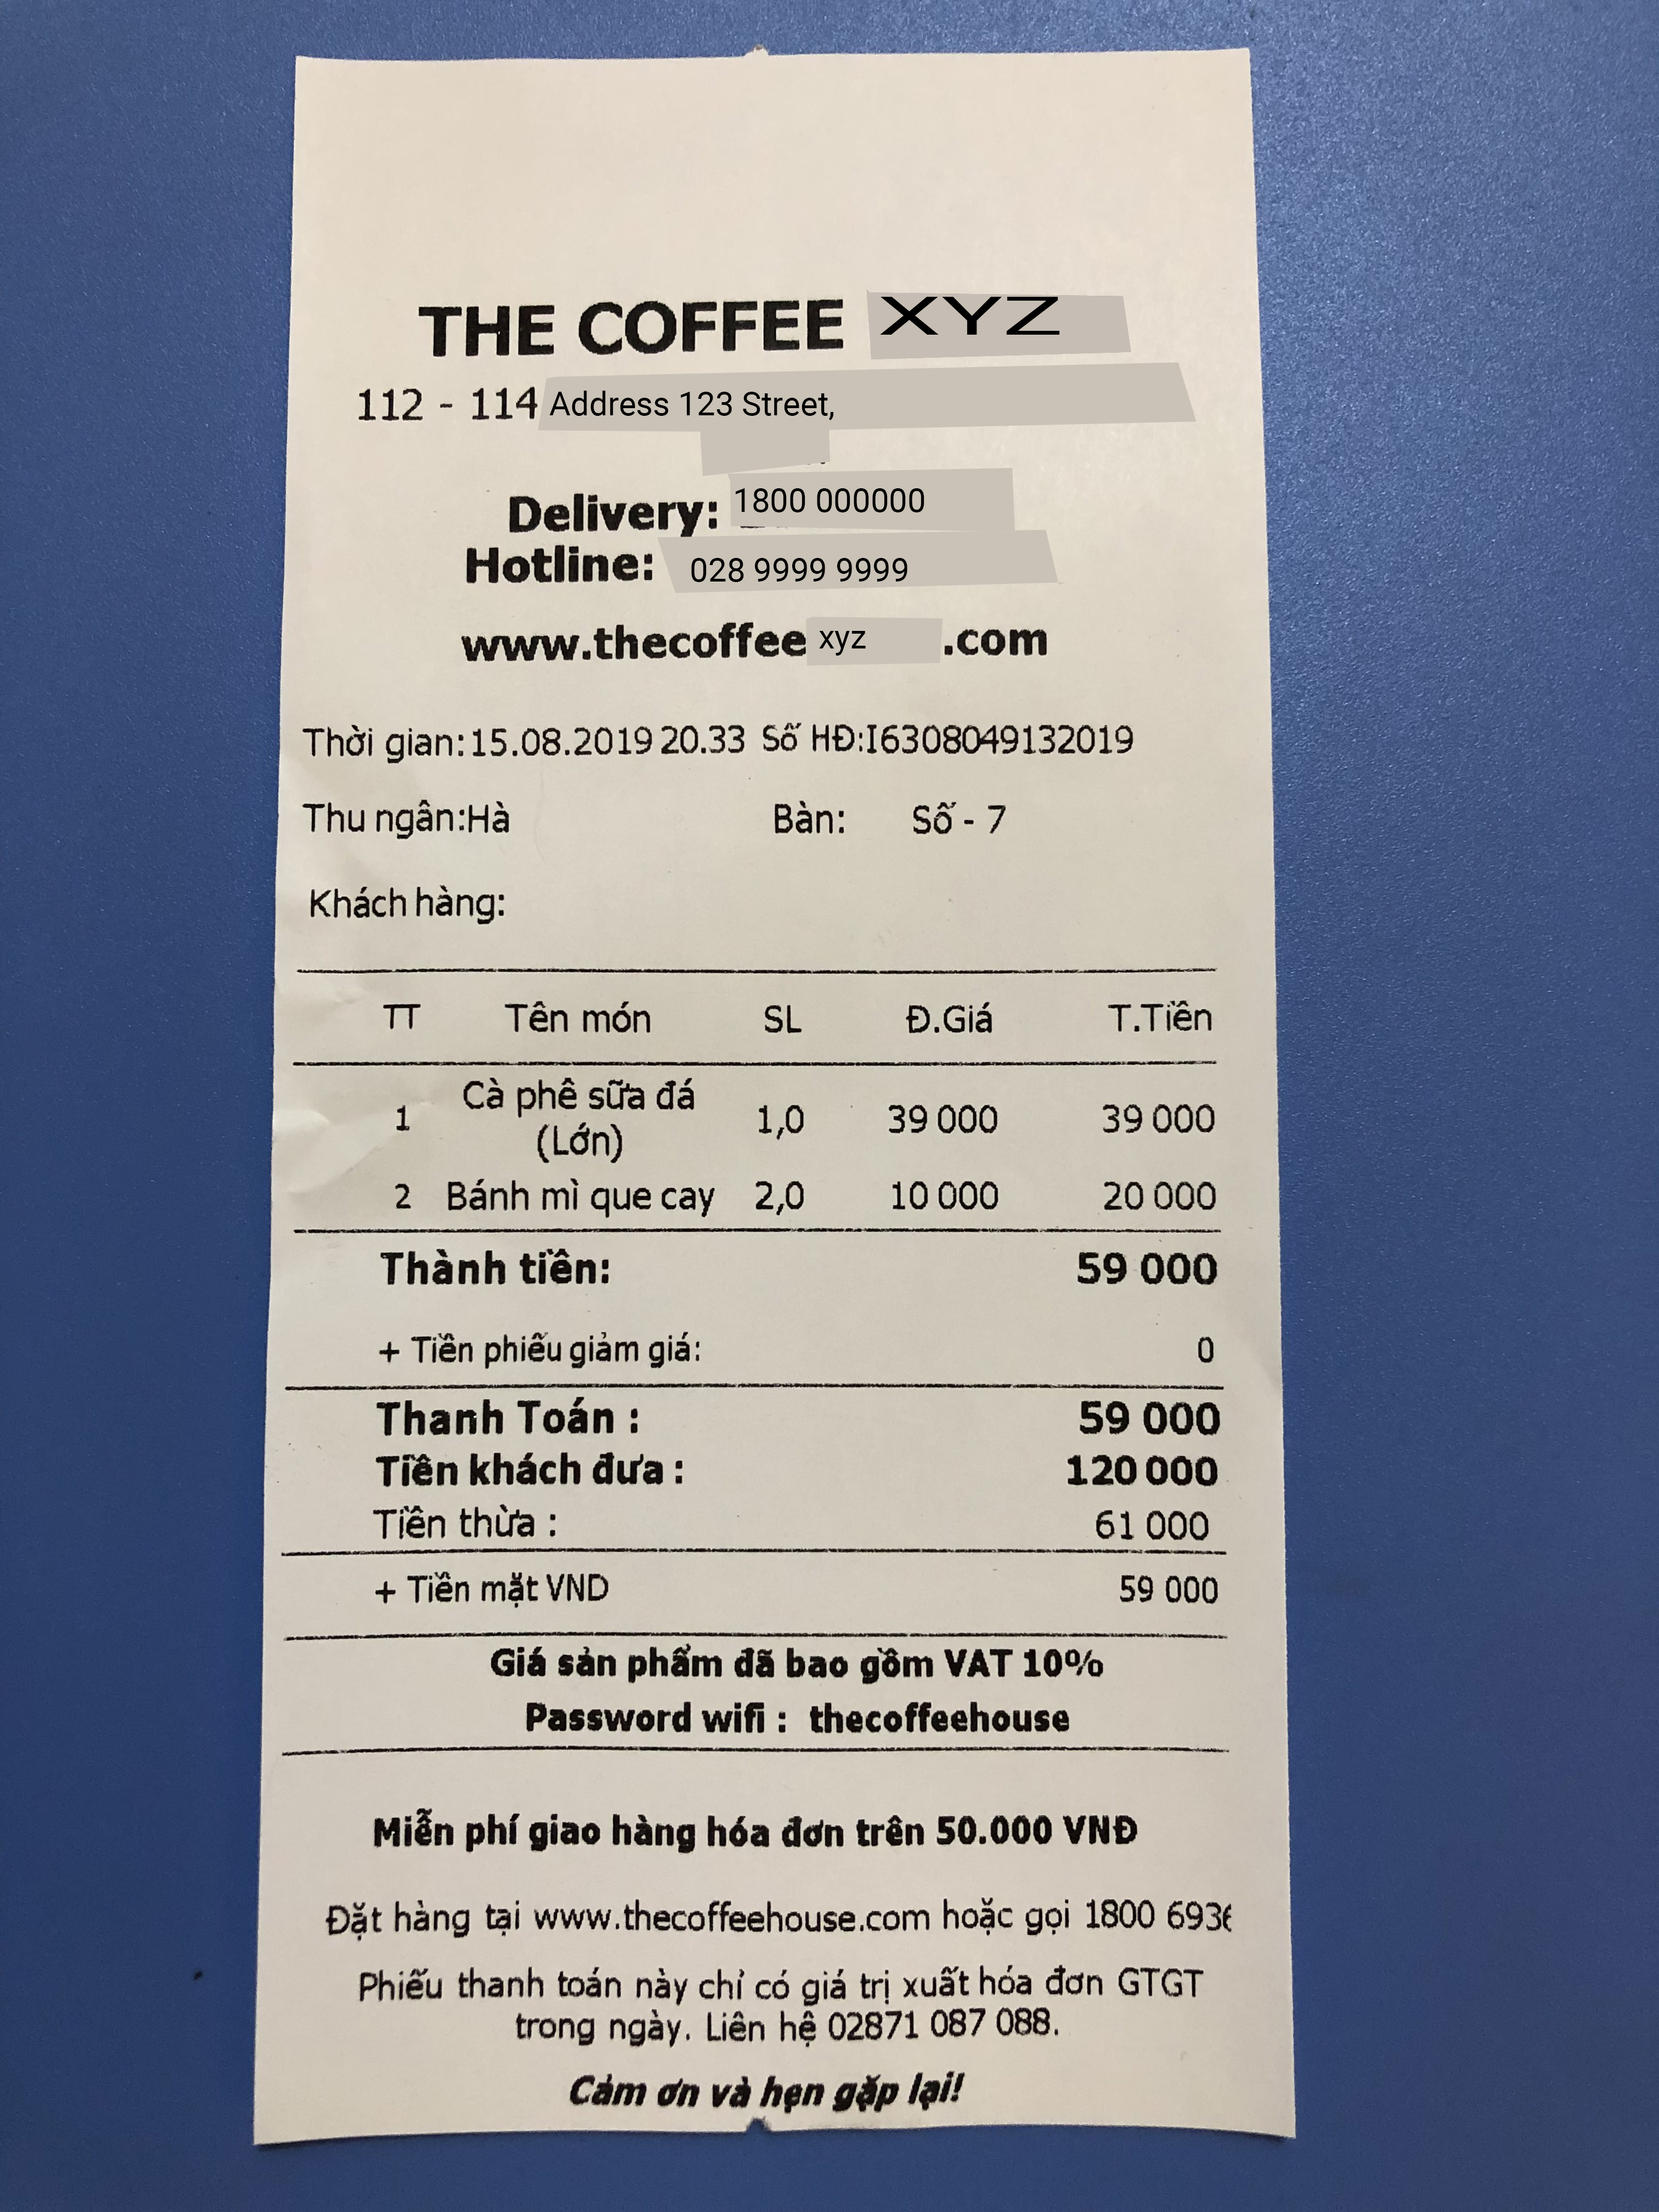 THE COFFEE XYZ
112 - 114 Address 123 Street,
Delivery: 1800 000000
Hotline: 028 9999 9999
www.thecoffee xyz .com
Thời gian:15.08.2019 20.33 Số HĐ:I6308049132019
Thu ngân:Hà Bàn: Số - 7
Khách hàng:
TT Tên món SL Đ.Giá T.Tiền
1 Cà phê sữa đá (Lớn) 1,0 39 000 39 000
2 Bánh mì que cay 2,0 10 000 20 000
Thành tiền: 59 000
+ Tiền phiếu giảm giá: 0
Thanh Toán : 59 000
Tiền khách đưa : 120 000
Tiền thừa : 61 000
+ Tiền mặt VND 59 000
Giá sản phẩm đã bao gồm VAT 10%
Password wifi : thecoffeehouse
Miễn phí giao hàng hóa đơn trên 50.000 VNĐ
Đặt hàng tại www.thecoffeehouse.com hoặc gọi 1800 693
Phiếu thanh toán này chỉ có giá trị xuất hóa đơn GTGT
trong ngày. Liên hệ 02871 087 088.
Cảm ơn và hẹn gặp lại!